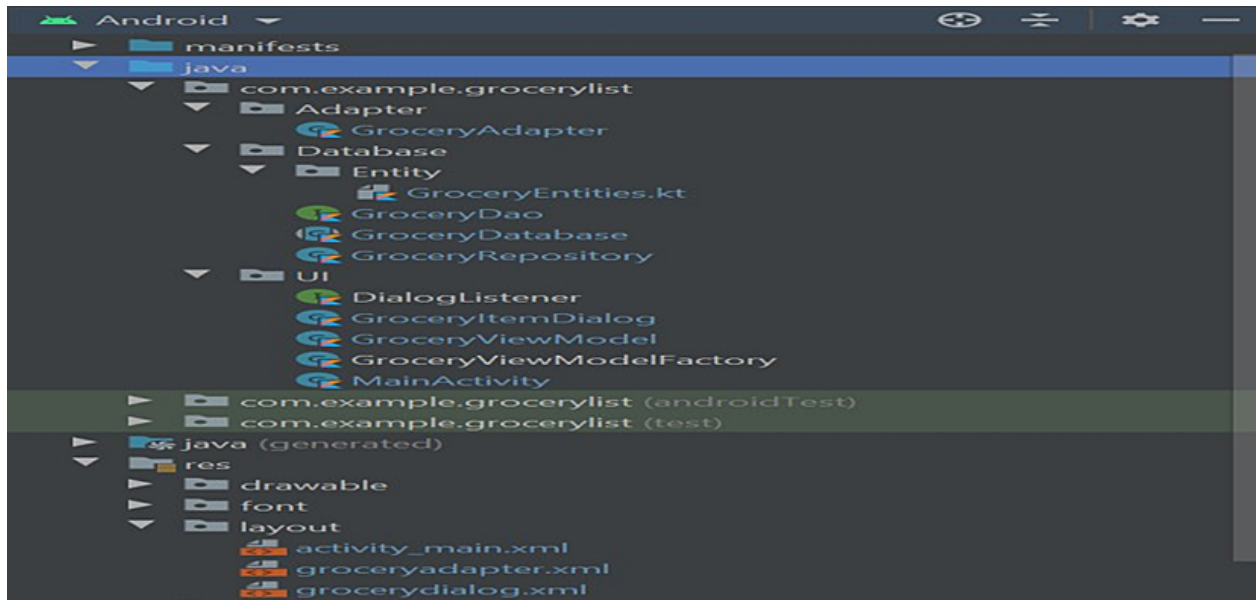 Android
manifests
java
com.example.grocerylist
Adapter
GroceryAdapter
Database
Entity
GroceryEntities.kt
GroceryDao
GroceryDatabase
GroceryRepository
UI
DialogListener
GroceryItemDialog
GroceryViewModel
GroceryViewModelFactory
MainActivity
com.example.grocerylist (androidTest)
com.example.grocerylist (test)
java (generated)
res
drawable
font
layout
activity_main.xml
groceryadapter.xml
grocerydialog.xml